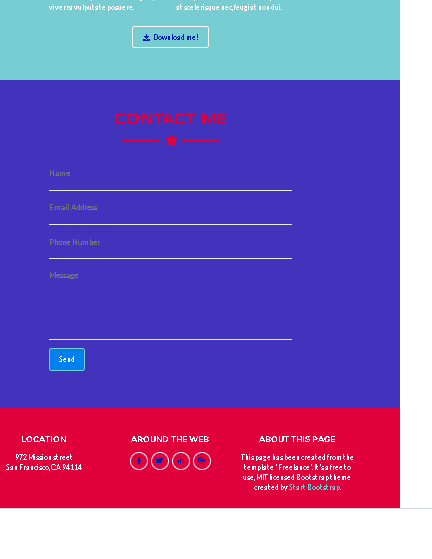 viverra vulputate posuere.
at scelerisque nec, feugiat non dui.
Download me!
CONTACT ME
Name
Email Address
Phone Number
Message
Send
LOCATION
972 Mission street
San Francisco, CA 94114
AROUND THE WEB
ABOUT THIS PAGE
This page has been created from the
template "Freelance". It's a free to
use, MIT licensed Bootstrap theme
created by Start Bootstrap.